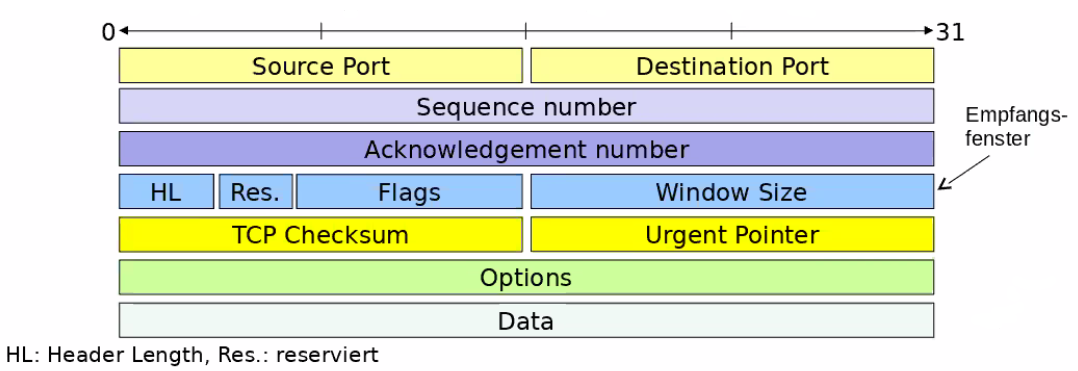 0 31
Source Port Destination Port
Sequence number
Empfangs-
fenster
Acknowledgement number
HL Res. Flags Window Size
TCP Checksum Urgent Pointer
Options
Data
HL: Header Length, Res.: reserviert